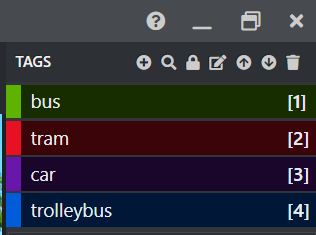 TAGS
bus [1]
tram [2]
car [3]
trolleybus [4]